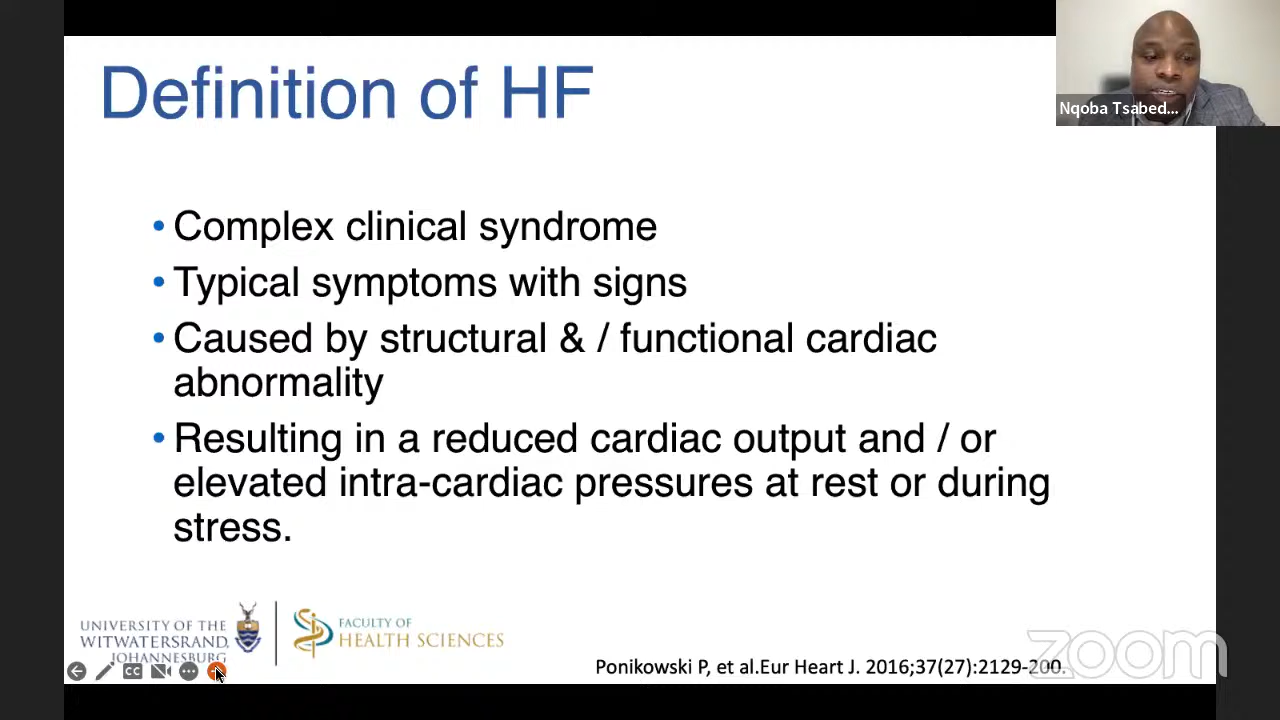 Definition of HF
Nqoba Tsabed...
• Complex clinical syndrome
• Typical symptoms with signs
• Caused by structural & / functional cardiac
abnormality
• Resulting in a reduced cardiac output and / or
elevated intra-cardiac pressures at rest or during
stress.
UNIVERSITY OF THE
WITWATERSRAND,
JOHANNESBURG
FACULTY OF
HEALTH SCIENCES
CC
Ponikowski P, et al.Eur Heart J. 2016;37(27):2129-200.
zoom